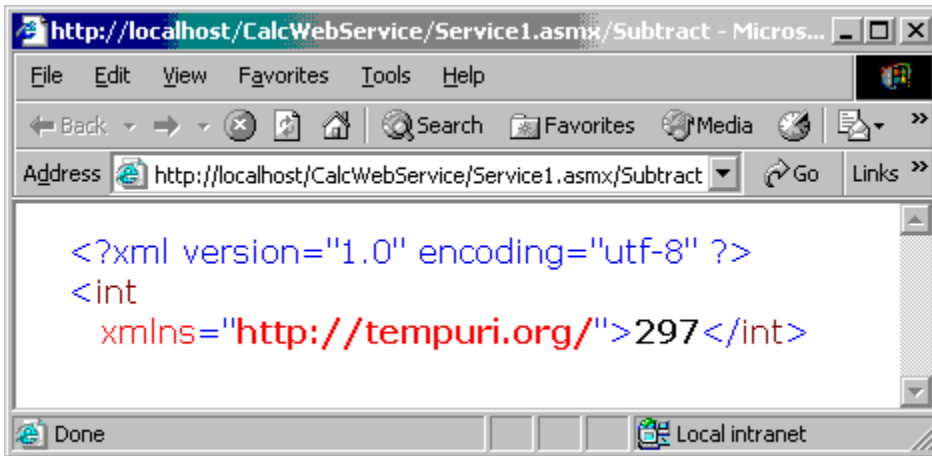 http://localhost/CalcWebService/Service1.asmx/Subtract - Micros...
File Edit View Favorites Tools Help
Back Search Favorites Media »
Address http://localhost/CalcWebService/Service1.asmx/Subtract Go Links »
<?xml version="1.0" encoding="utf-8" ?>
<int
xmlns="http://tempuri.org/">297</int>
Done Local intranet